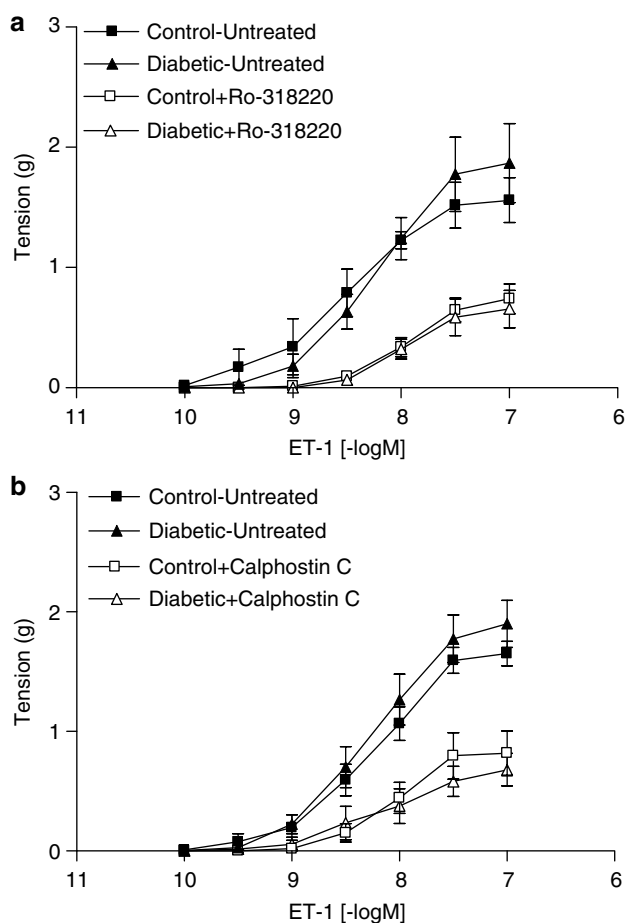 a
Control-Untreated
Diabetic-Untreated
Control+Ro-318220
Diabetic+Ro-318220
Tension (g)
3
2
1
0
11 10 9 8 7 6
ET-1 [-logM]
b
Control-Untreated
Diabetic-Untreated
Control+Calphostin C
Diabetic+Calphostin C
Tension (g)
3
2
1
0
11 10 9 8 7 6
ET-1 [-logM]